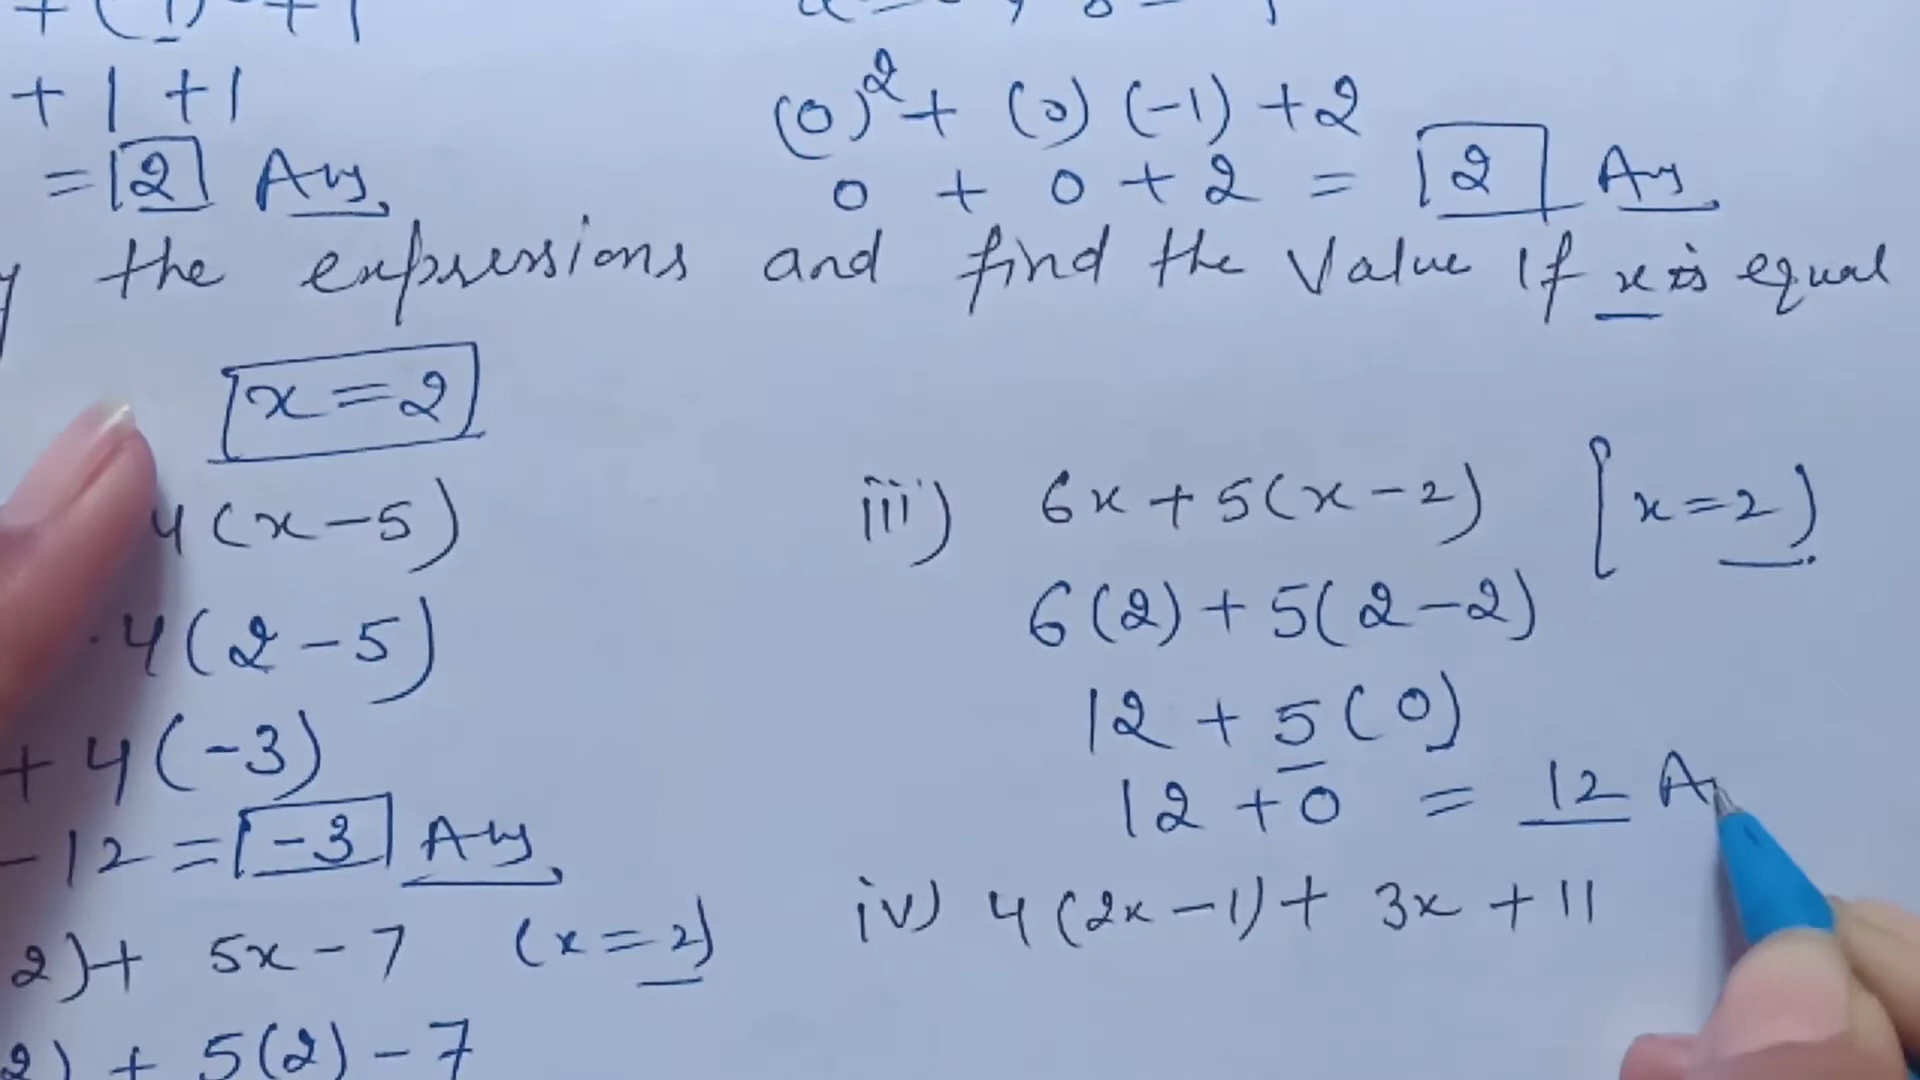 + 1 + 1
= 2 Ans
(0)² + (0) (-1) + 2
0 + 0 + 2 = 2 Ans
the expressions and find the value if x is equal
x = 2
4(x-5)
4(2-5)
+ 4(-3)
-12 = -3 Ans
2) + 5x - 7 (x = 2)
2) + 5(2) - 7
iii) 6x + 5(x-2) [x = 2)
6(2) + 5(2-2)
12 + 5(0)
12 + 0 = 12 A
iv) 4(2x-1) + 3x + 11